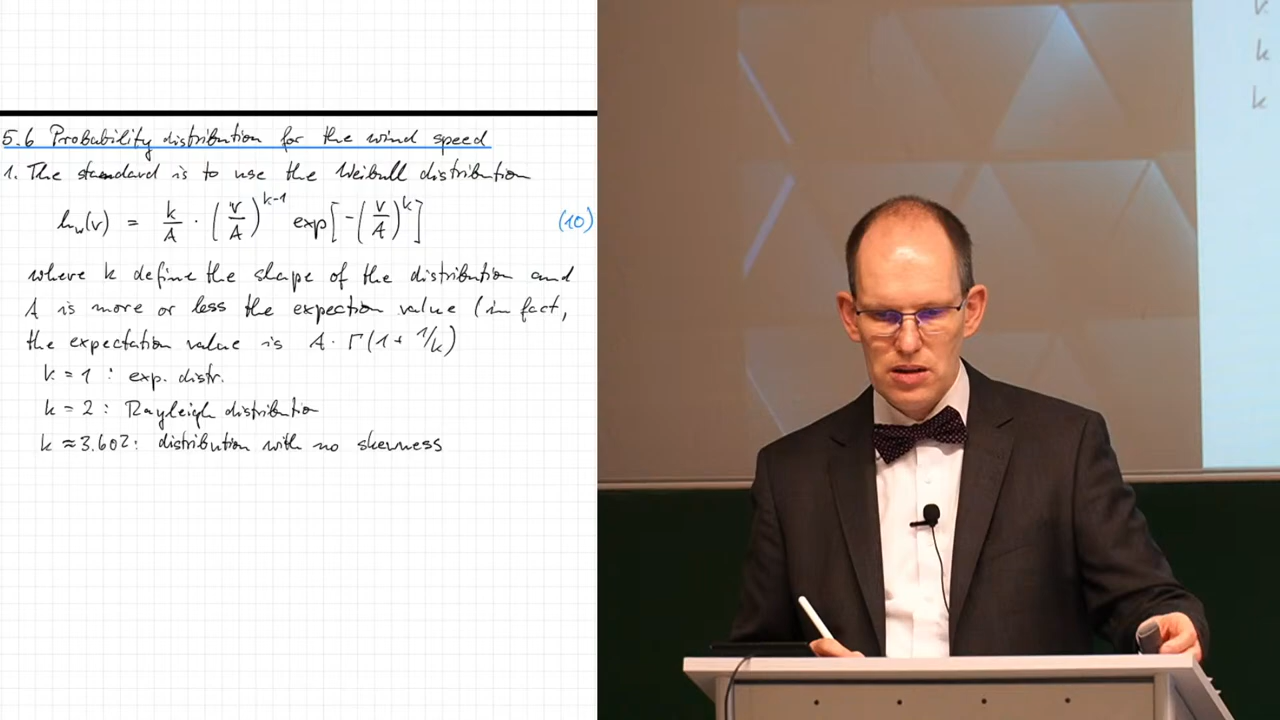 5.6 Probability distribution for the wind speed
1. The standard is to use the Weibull distribution
h_w(v) = k/A · (v/A)^(k-1) exp[-(v/A)^k] (10)
where k define the shape of the distribution and
A is more or less the expection value (in fact,
the expectation value is A · Γ(1 + 1/k)
k = 1 : exp. distr.
k = 2 : Rayleigh distribution
k ≈ 3.602 : distribution with no skewness
k
k